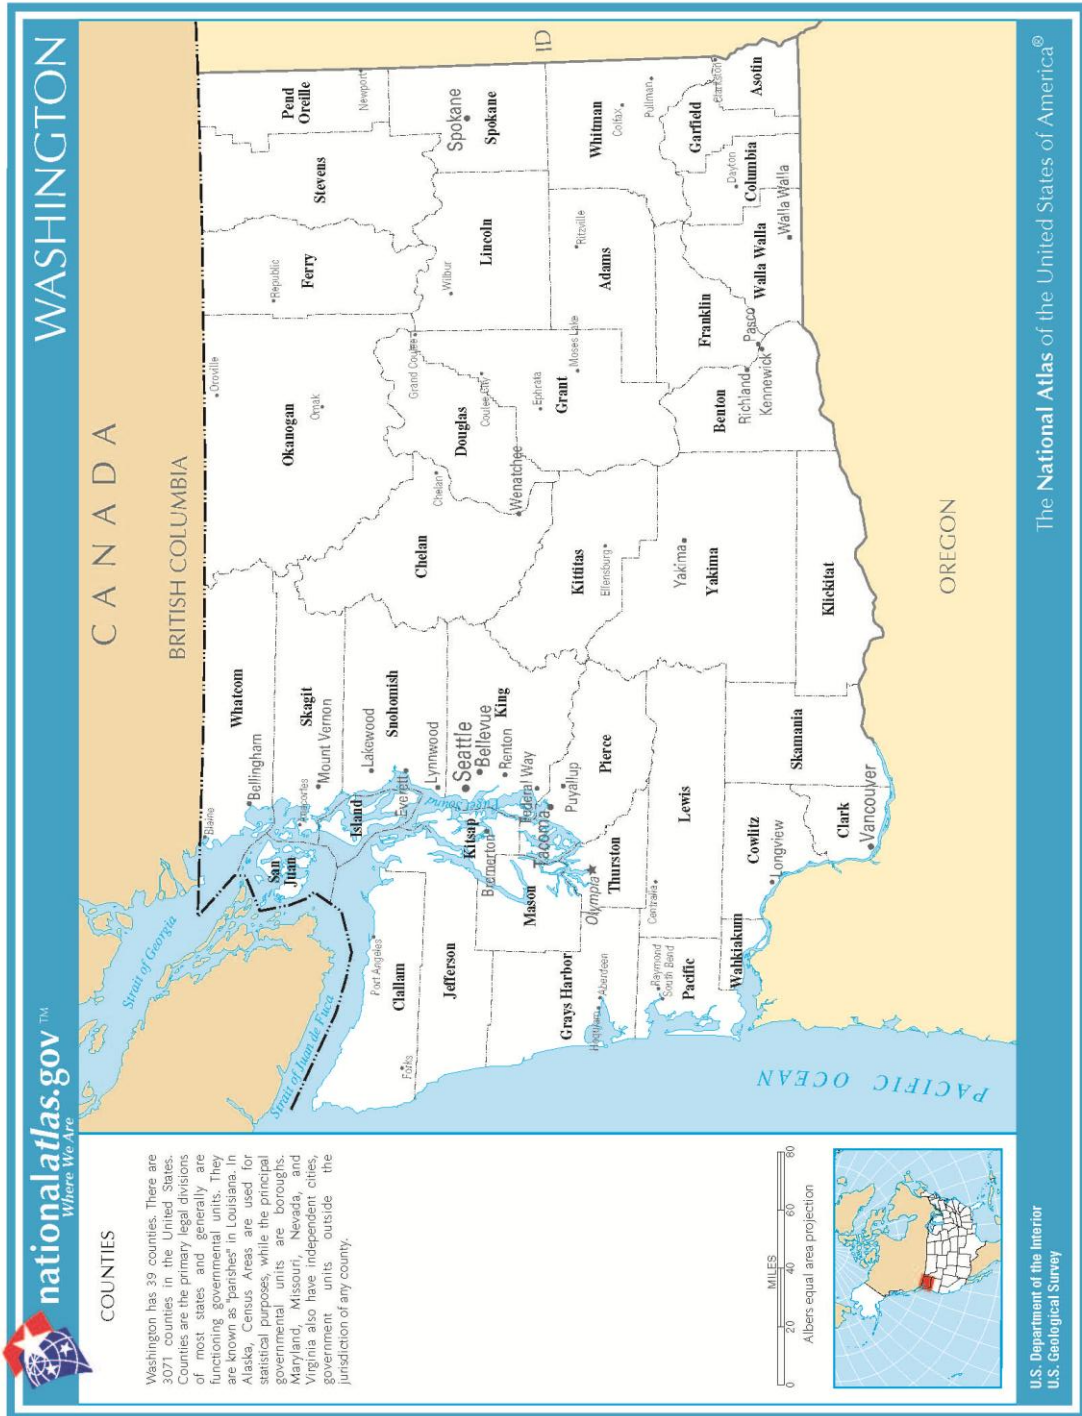 nationalatlas.gov™
Where We Are
WASHINGTON
COUNTIES
Washington has 39 counties. There are
3071 counties in the United States.
Counties are the primary legal divisions
of most states and generally are
functioning governmental units. They
are known as "parishes" in Louisiana. In
Alaska, Census Areas are used for
statistical purposes, while the principal
governmental units are boroughs.
Maryland, Missouri, Nevada, and
Virginia also have independent cities,
government units outside the
jurisdiction of any county.
MILES
0 20 40 60 80
Albers equal area projection
CANADA
BRITISH COLUMBIA
Strait of Georgia
Strait of Juan de Fuca
Puget Sound
PACIFIC OCEAN
OREGON
ID
Blaine
Whatcom
Bellingham
San
Juan
Anacortes
Skagit
Mount Vernon
Island
Lakewood
Snohomish
Everett
Lynnwood
Port Angeles
Clallam
Forks
Jefferson
Kitsap
Bremerton
Seattle
Bellevue
King
Renton
Federal Way
Tacoma
Puyallup
Pierce
Mason
Olympia
Thurston
Grays Harbor
Hoquiam
Aberdeen
Centralia
Lewis
Raymond
South Bend
Pacific
Wahkiakum
Cowlitz
Longview
Clark
Vancouver
Skamania
Klickitat
Oroville
Okanogan
Omak
Chelan
Chelan
Douglas
Grand Coulee
Coulee City
Wenatchee
Ephrata
Grant
Moses Lake
Kittitas
Ellensburg
Yakima
Yakima
Benton
Richland
Kennewick
Pasco
Franklin
Republic
Ferry
Stevens
Pend
Oreille
Newport
Wilbur
Lincoln
Spokane
Spokane
Ritzville
Adams
Whitman
Colfax
Pullman
Garfield
Clarkston
Asotin
Dayton
Columbia
Walla Walla
Walla Walla
U.S. Department of the Interior
U.S. Geological Survey
The National Atlas of the United States of America®